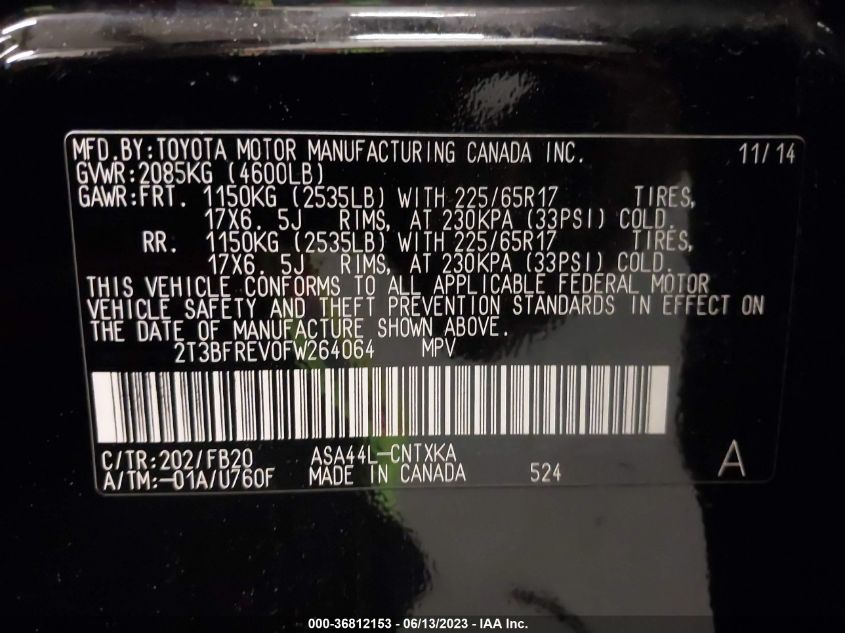 MFD.BY:TOYOTA MOTOR MANUFACTURING CANADA INC. 11/14
GVWR:2085KG (4600LB)
GAWR:FRT. 1150KG (2535LB) WITH 225/65R17 TIRES,
17X6.5J RIMS, AT 230KPA (33PSI) COLD.
RR. 1150KG (2535LB) WITH 225/65R17 TIRES,
17X6.5J RIMS, AT 230KPA (33PSI) COLD.
THIS VEHICLE CONFORMS TO ALL APPLICABLE FEDERAL MOTOR
VEHICLE SAFETY AND THEFT PREVENTION STANDARDS IN EFFECT ON
THE DATE OF MANUFACTURE SHOWN ABOVE.
2T3BFREV0FW264064 MPV
C/TR:202/FB20 ASA44L-CNTXKA A
A/TM:-01A/U760F MADE IN CANADA 524
000-36812153 - 06/13/2023 - IAA Inc.